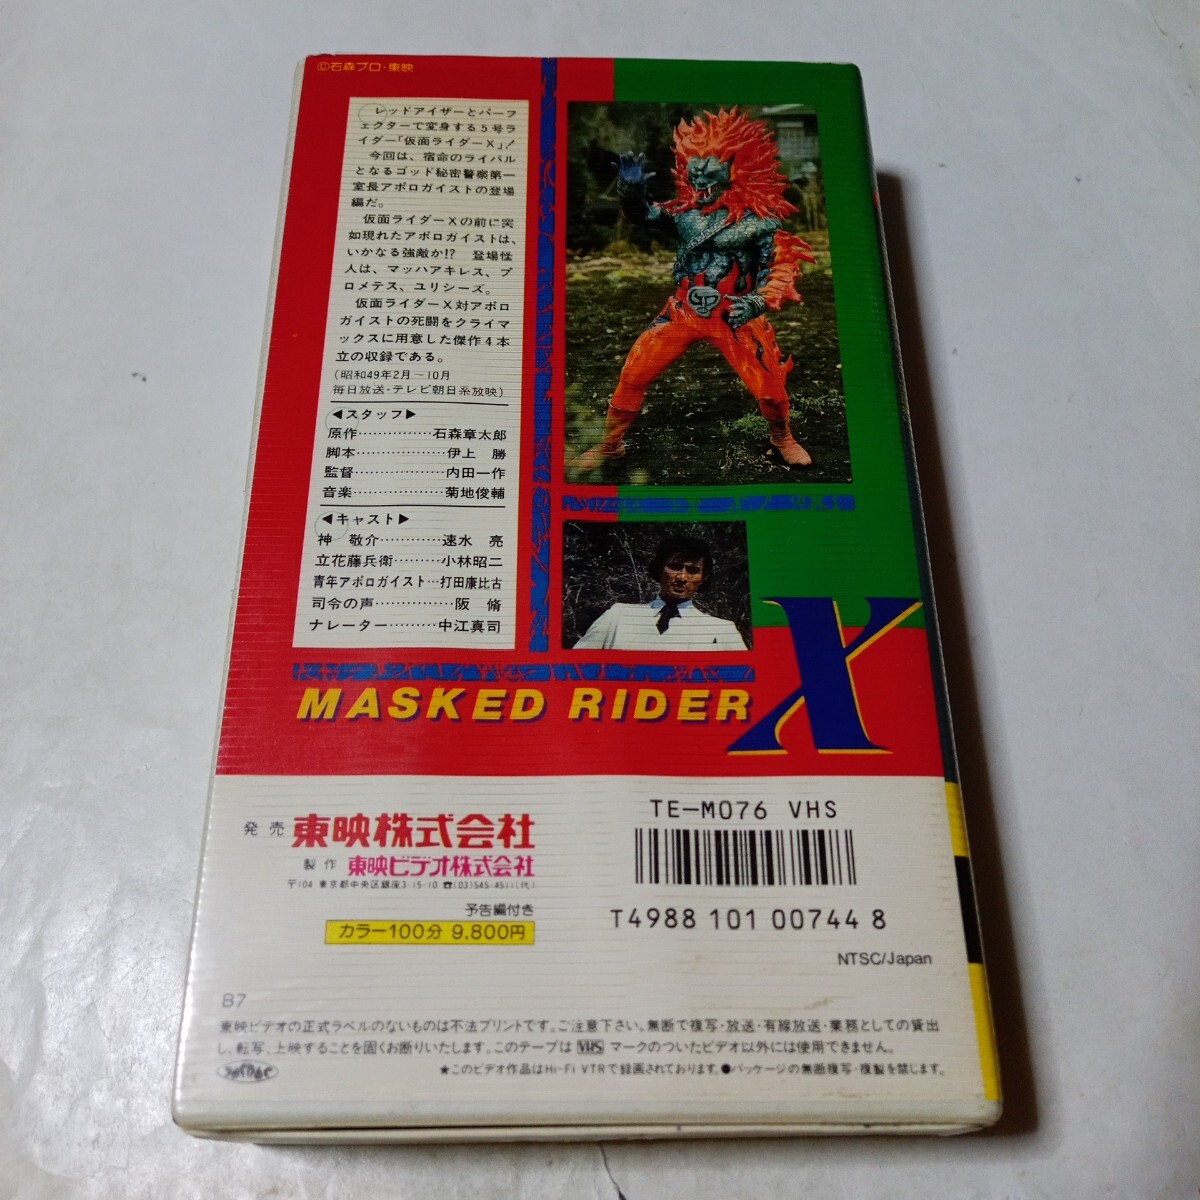 ©石森プロ・東映
レッドアイザーとパーフ
ェクターで変身する5号ラ
イダー「仮面ライダーX」!
今回は、宿命のライバル
となるゴッド秘密警察第一
室長アポロガイストの登場
編だ。
仮面ライダーXの前に突
如現れたアポロガイストは、
いかなる強敵か!? 登場怪
人は、マッハアキレス、プ
ロメテス、ユリシーズ。
仮面ライダーX対アポロ
ガイストの死闘をクライマ
ックスに用意した傑作4本
立の収録である。
(昭和49年2月〜10月
毎日放送・テレビ朝日系放映)
◀スタッフ▶
原作……………石森章太郎
脚本………………伊上 勝
監督………………内田一作
音楽………………菊地俊輔
◀キャスト▶
神 敬介…………速水 亮
立花藤兵衛………小林昭二
青年アポロガイスト…打田康比古
司令の声……………阪 脩
ナレーター………中江真司
MASKED RIDER X
発売 東映株式会社
製作 東映ビデオ株式会社
〒104 東京都中央区銀座3-15-10 ☎(03)545-4511(代)
予告編付き
カラー100分 9,800円
TE-M076 VHS
T4988 101 00744 8
NTSC/Japan
B7
東映ビデオの正式ラベルのないものは不法プリントです。ご注意下さい。無断で複写・放送・有線放送・業務としての貸出
し、転写、上映することを固くお断りいたします。このテープは VHS マークのついたビデオ以外には使用できません。
★このビデオ作品はHi-Fi VTRで録画されております。●パッケージの無断複写・複製を禁じます。